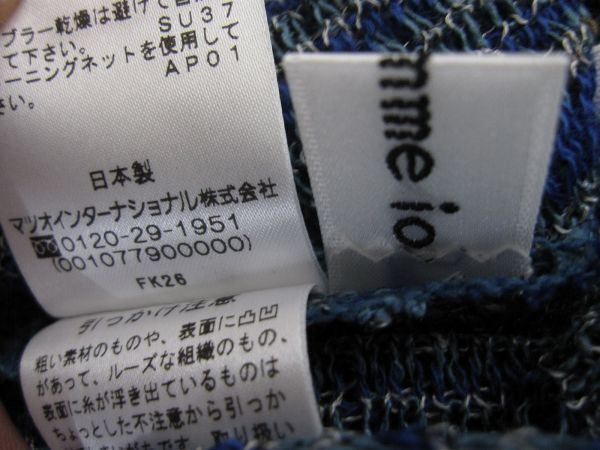 ブラー乾燥は避けて
SU37
て下さい。
ーニングネットを使用して
AP01
い。
日本製
マツオインターナショナル株式会社
0120-29-1951
(001077900000)
FK26
mme io
引っかけ注意
粗い素材のものや、表面に凸凹
があって、ルーズな組織のもの、
表面に糸が浮き出ているものは
ちょっとした不注意から引っか
取り扱い